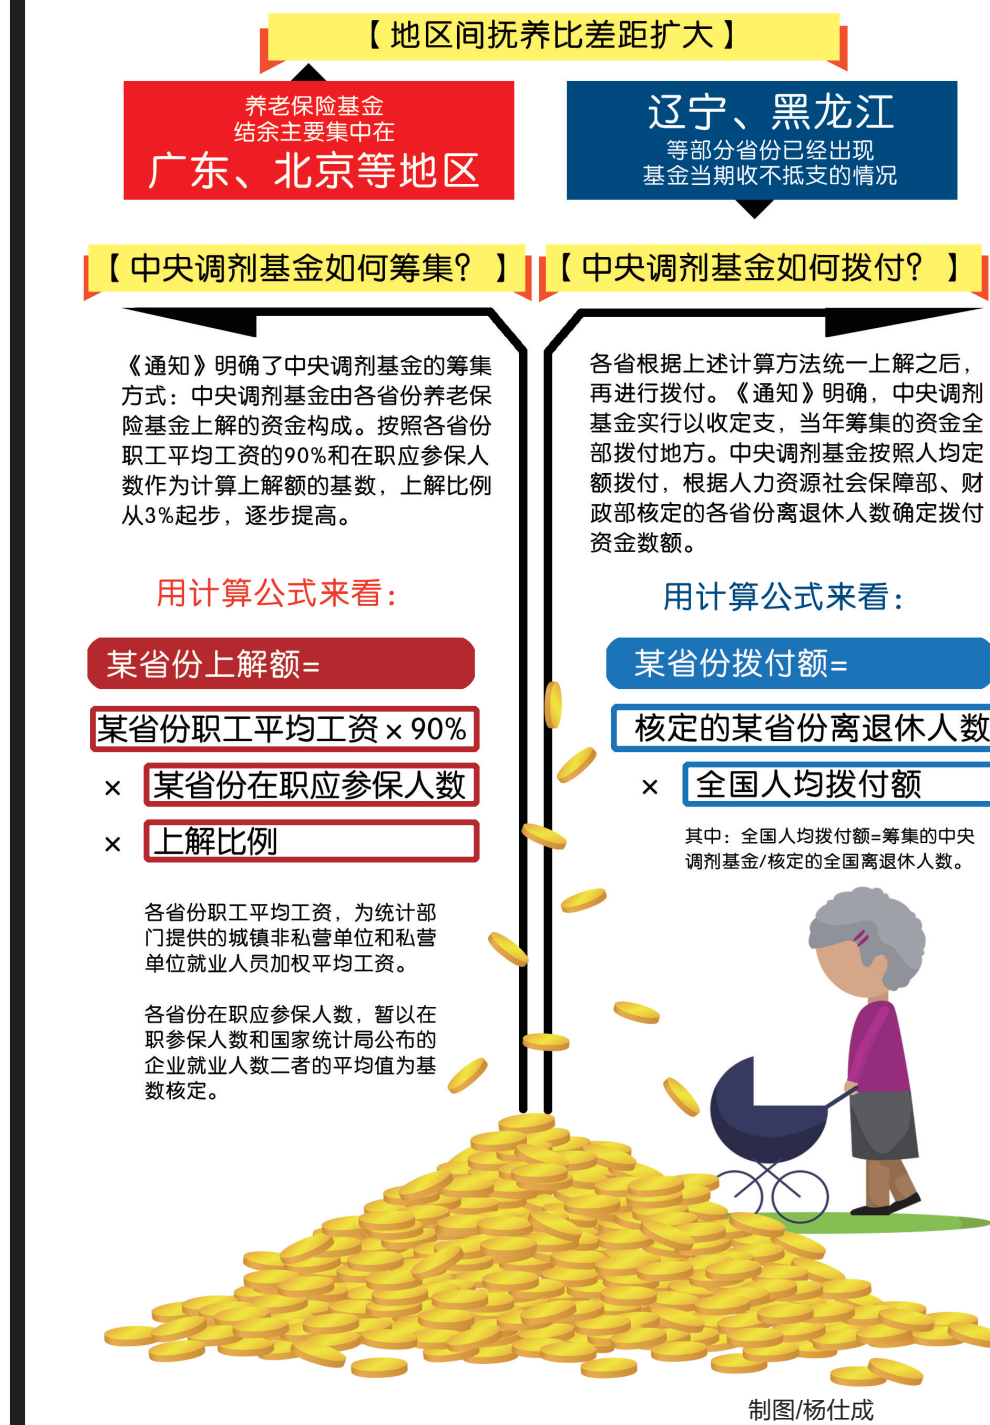 【地区间抚养比差距扩大】
养老保险基金
结余主要集中在
广东、北京等地区
辽宁、黑龙江
等部分省份已经出现
基金当期收不抵支的情况
【中央调剂基金如何筹集？】
《通知》明确了中央调剂基金的筹集
方式：中央调剂基金由各省份养老保
险基金上解的资金构成。按照各省份
职工平均工资的90%和在职应参保人
数作为计算上解额的基数，上解比例
从3%起步，逐步提高。
用计算公式来看：
某省份上解额=
某省份职工平均工资×90%
× 某省份在职应参保人数
× 上解比例
各省份职工平均工资，为统计部
门提供的城镇非私营单位和私营
单位就业人员加权平均工资。
各省份在职应参保人数，暂以在
职参保人数和国家统计局公布的
企业就业人数二者的平均值为基
数核定。
【中央调剂基金如何拨付？】
各省根据上述计算方法统一上解之后，
再进行拨付。《通知》明确，中央调剂
基金实行以收定支，当年筹集的资金全
部拨付地方。中央调剂基金按照人均定
额拨付，根据人力资源社会保障部、财
政部核定的各省份离退休人数确定拨付
资金数额。
用计算公式来看：
某省份拨付额=
核定的某省份离退休人数
× 全国人均拨付额
其中：全国人均拨付额=筹集的中央
调剂基金/核定的全国离退休人数。
制图/杨仕成